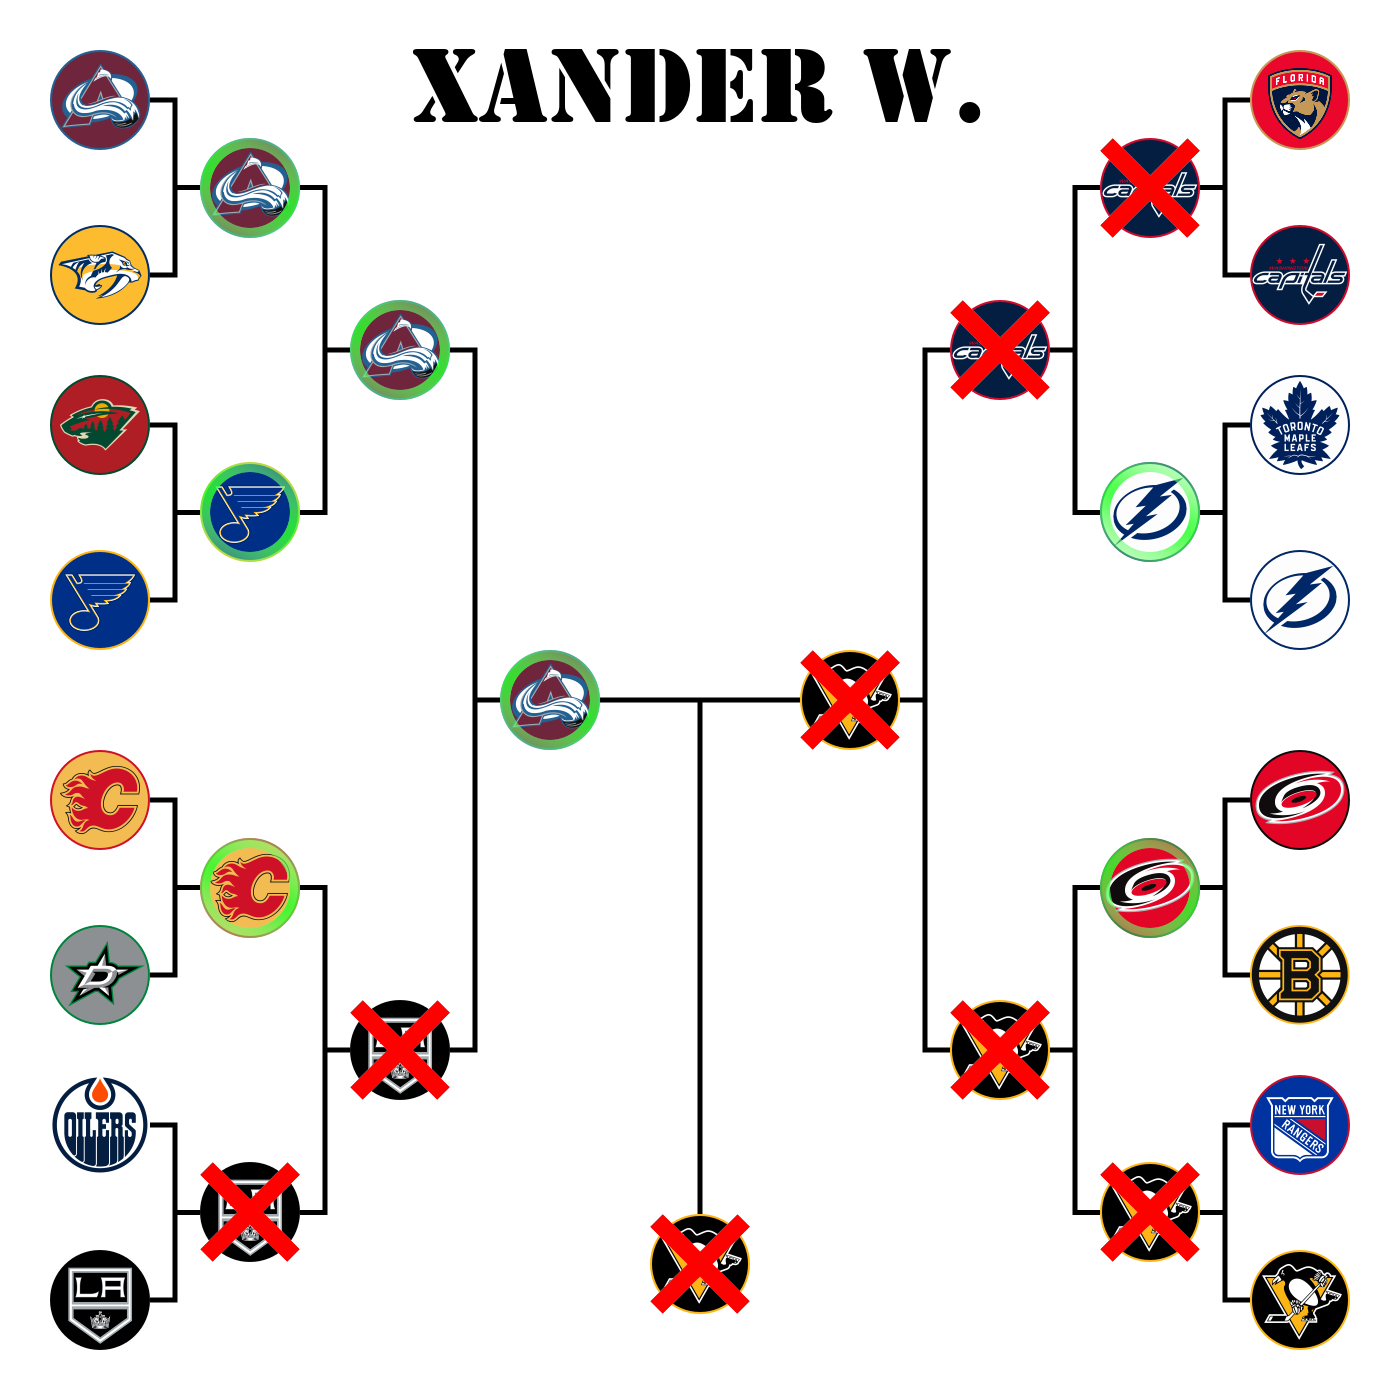 XANDER W.
FLORIDA
capitals
TORONTO
MAPLE
LEAFS
OILERS
LA
B
NEW YORK
RANGERS